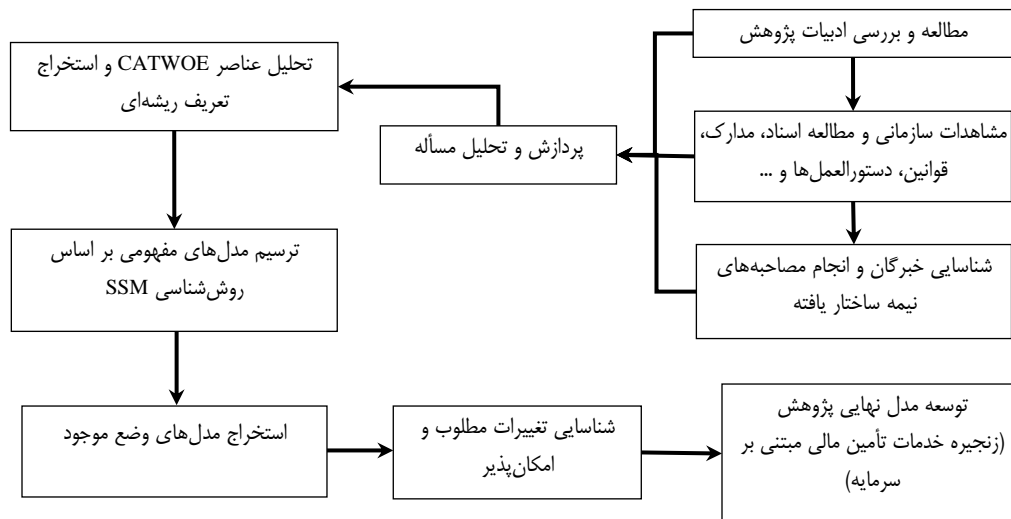 مطالعه و بررسی ادبیات پژوهش
مشاهدات سازمانی و مطالعه اسناد، مدارک،
قوانین، دستورالعمل‌ها و ...
شناسایی خبرگان و انجام مصاحبه‌های
نیمه ساختار یافته
پردازش و تحلیل مسأله
تحلیل عناصر CATWOE و استخراج
تعریف ریشه‌ای
ترسیم مدل‌های مفهومی بر اساس
روش‌شناسی SSM
استخراج مدل‌های وضع موجود
شناسایی تغییرات مطلوب و
امکان‌پذیر
توسعه مدل نهایی پژوهش
(زنجیره خدمات تأمین مالی مبتنی بر
سرمایه)